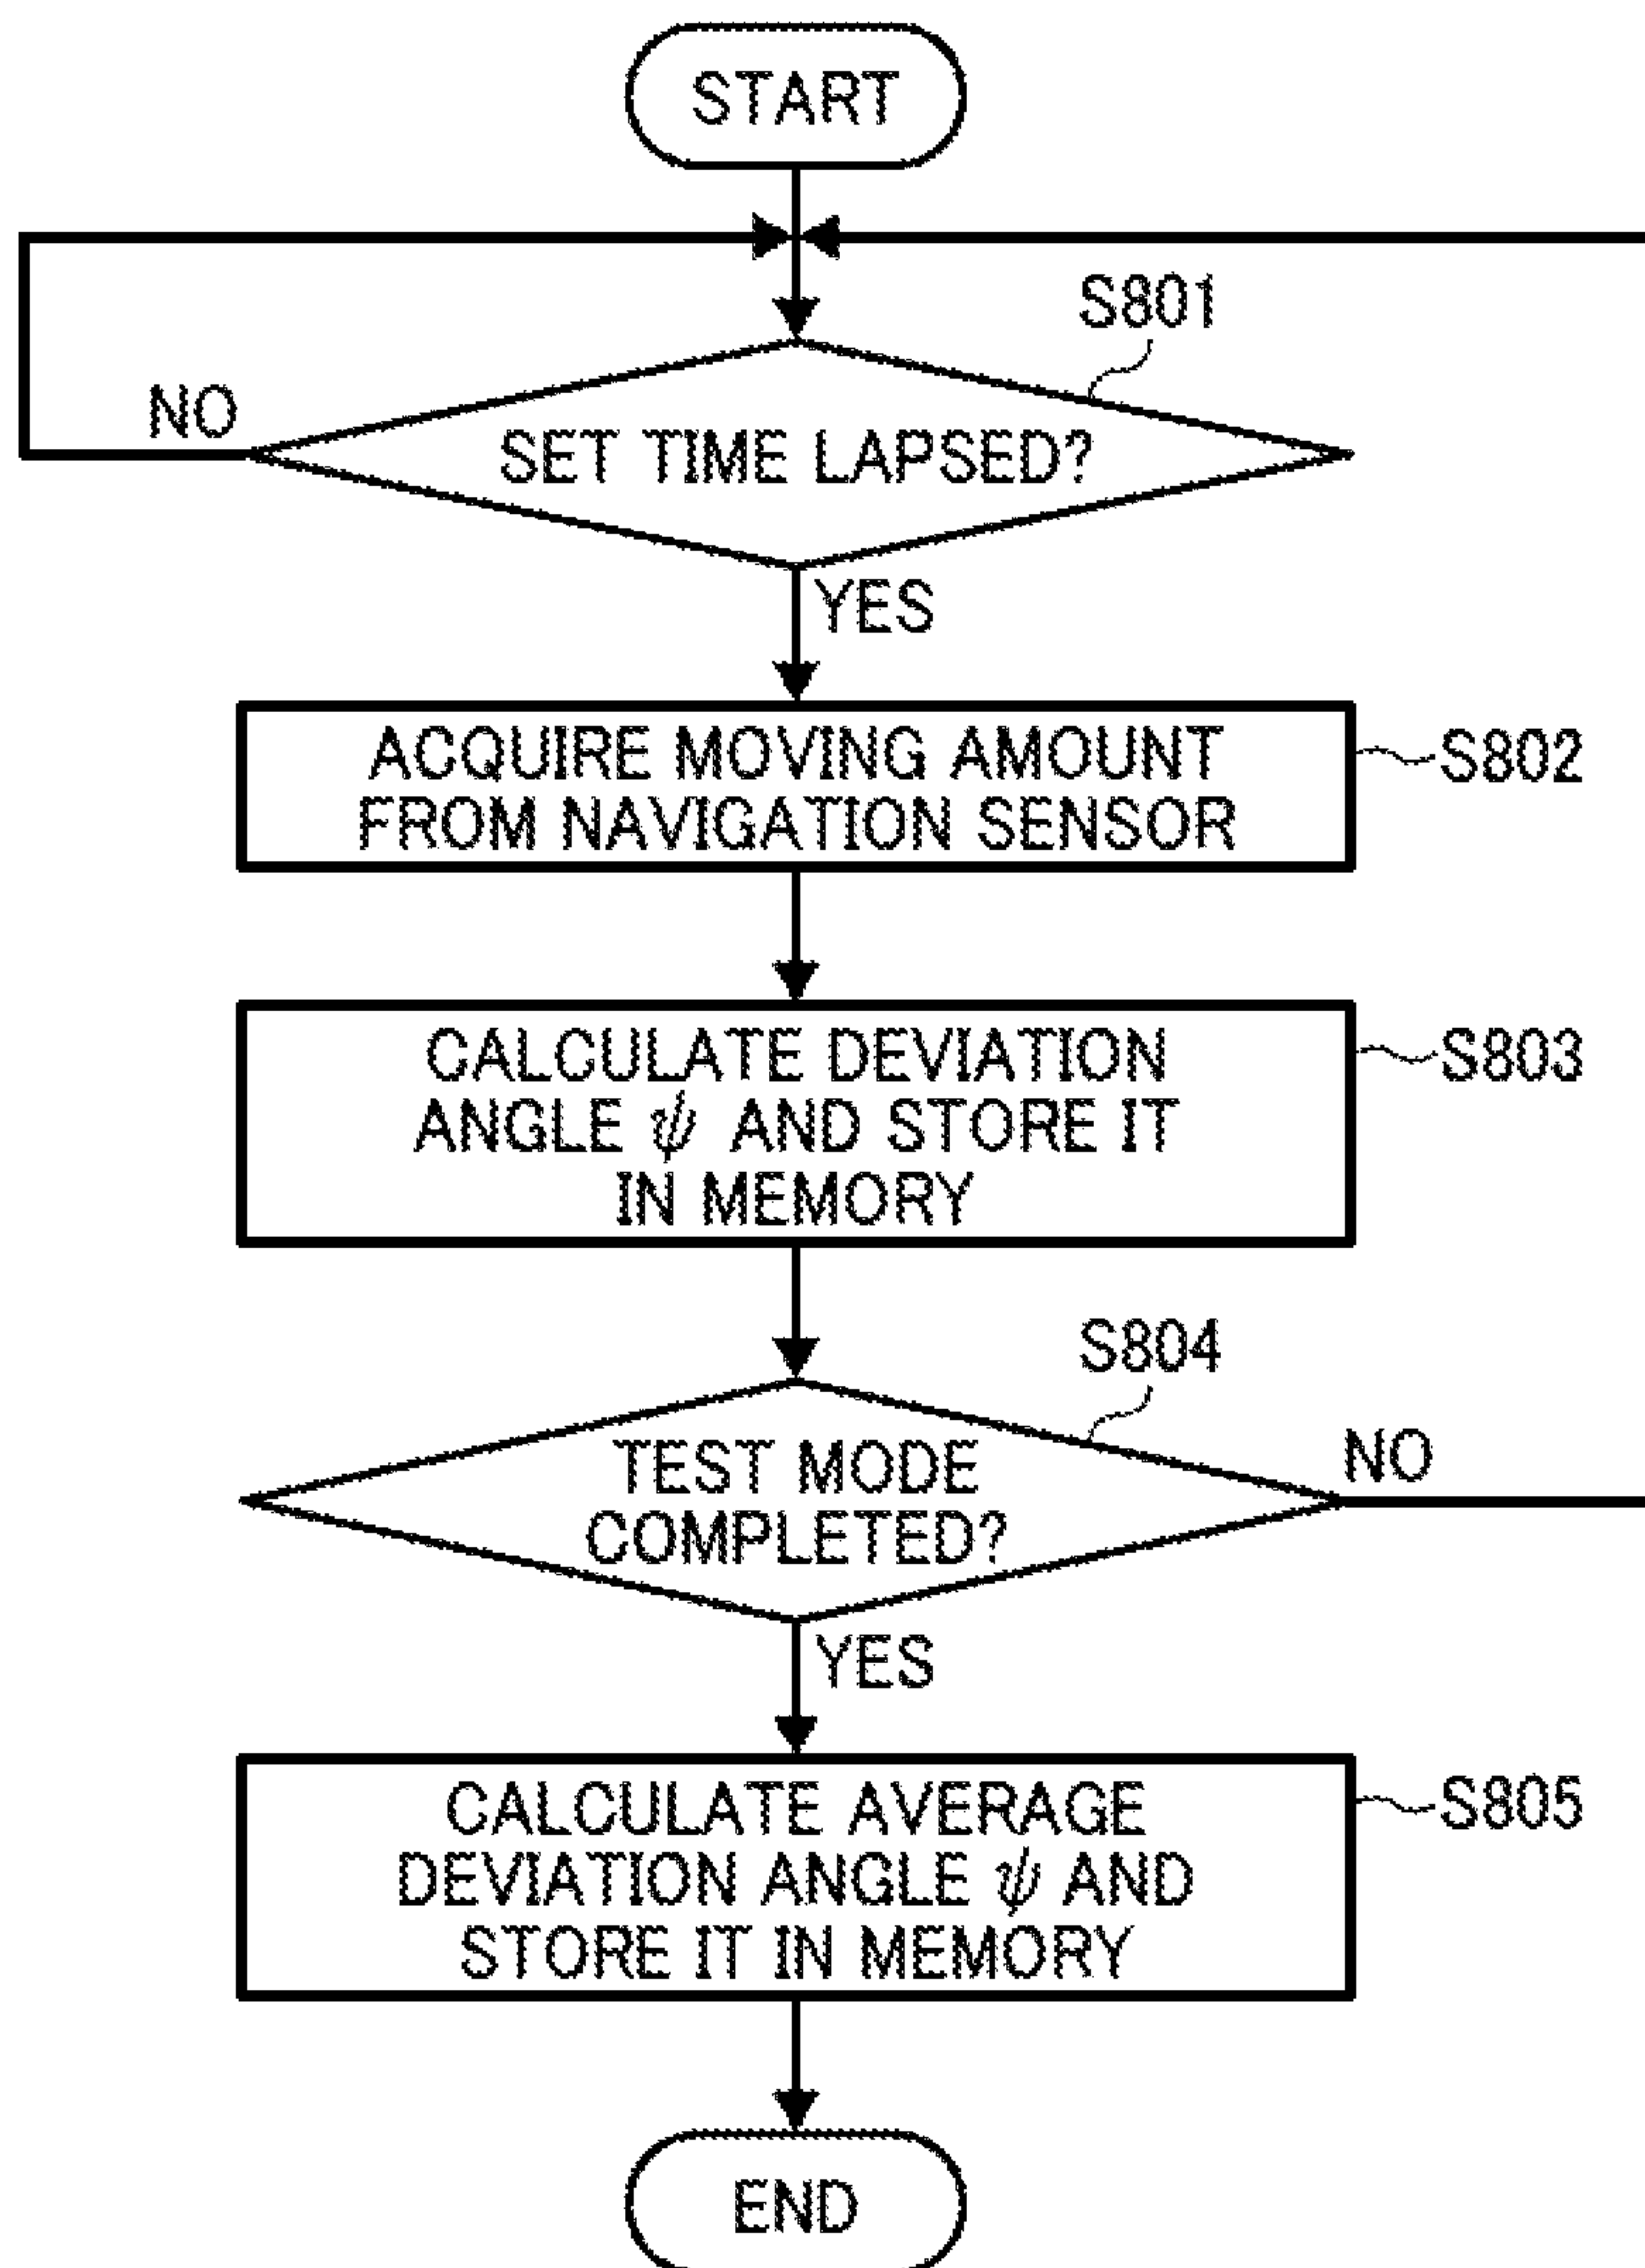 START
S801
NO
SET TIME LAPSED?
YES
ACQUIRE MOVING AMOUNT
FROM NAVIGATION SENSOR
S802
CALCULATE DEVIATION
ANGLE ψ AND STORE IT
IN MEMORY
S803
S804
TEST MODE
COMPLETED?
NO
YES
CALCULATE AVERAGE
DEVIATION ANGLE ψ AND
STORE IT IN MEMORY
S805
END